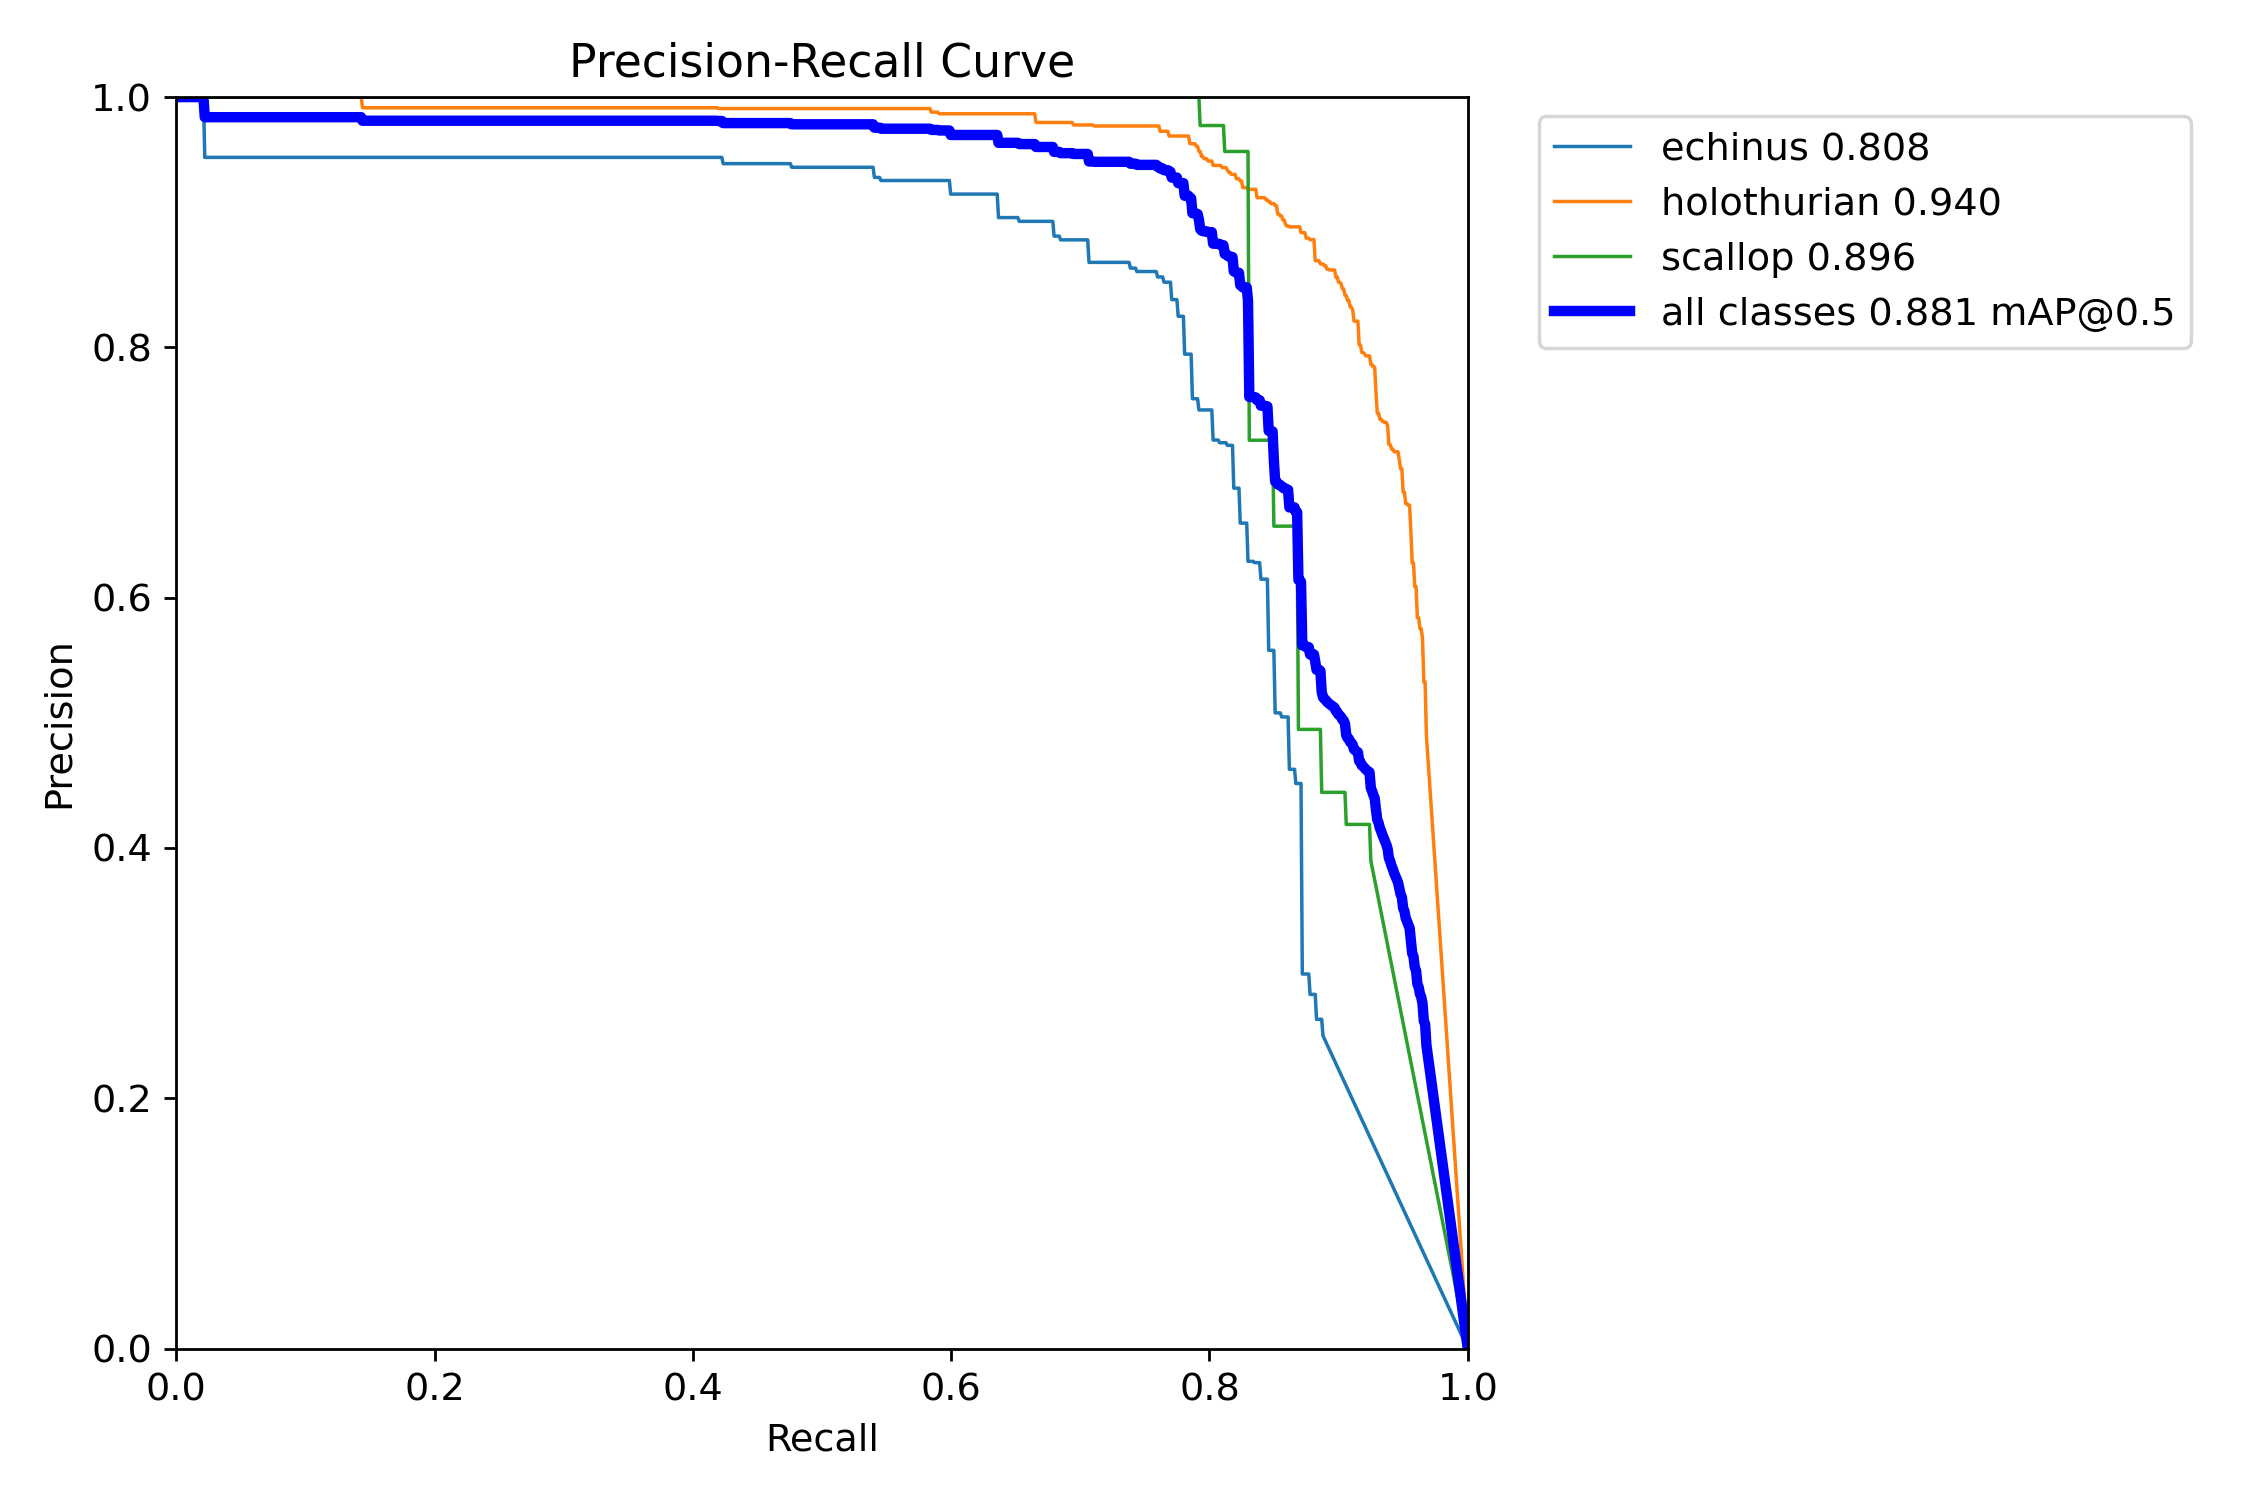 Precision-Recall Curve
1.0
0.8
0.6
0.4
0.2
0.0
Precision
0.0 0.2 0.4 0.6 0.8 1.0
Recall
echinus 0.808
holothurian 0.940
scallop 0.896
all classes 0.881 mAP@0.5